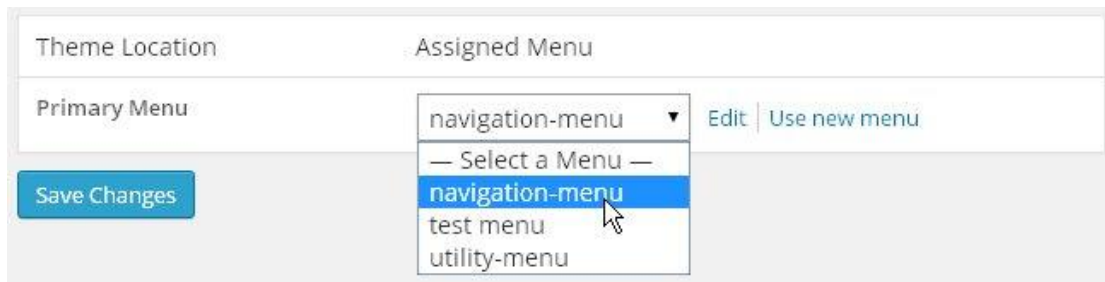 Theme Location Assigned Menu
Primary Menu navigation-menu Edit Use new menu
— Select a Menu —
navigation-menu
test menu
utility-menu
Save Changes